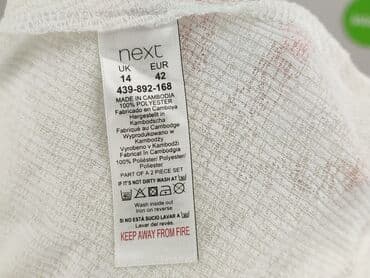 next
UK EUR
14 42
439-892-168
MADE IN CAMBODIA
100% POLYESTER
Fabricado en Camboya
Hergestellt in
Kambodscha
Fabriqué au Cambodge
Wyprodukowano w
Kambodży
Vyrobeno v Kambodži
Fabricat în Cambodgia
100% Poliéster/ Polyester/
Poliester
PART OF A 2 PIECE SET
IF IT'S NOT DIRTY WASH AT
Wash inside out
Iron on reverse
SI NO ESTÁ SUCIO LAVAR A
Lavar del revés.
KEEP AWAY FROM FIRE